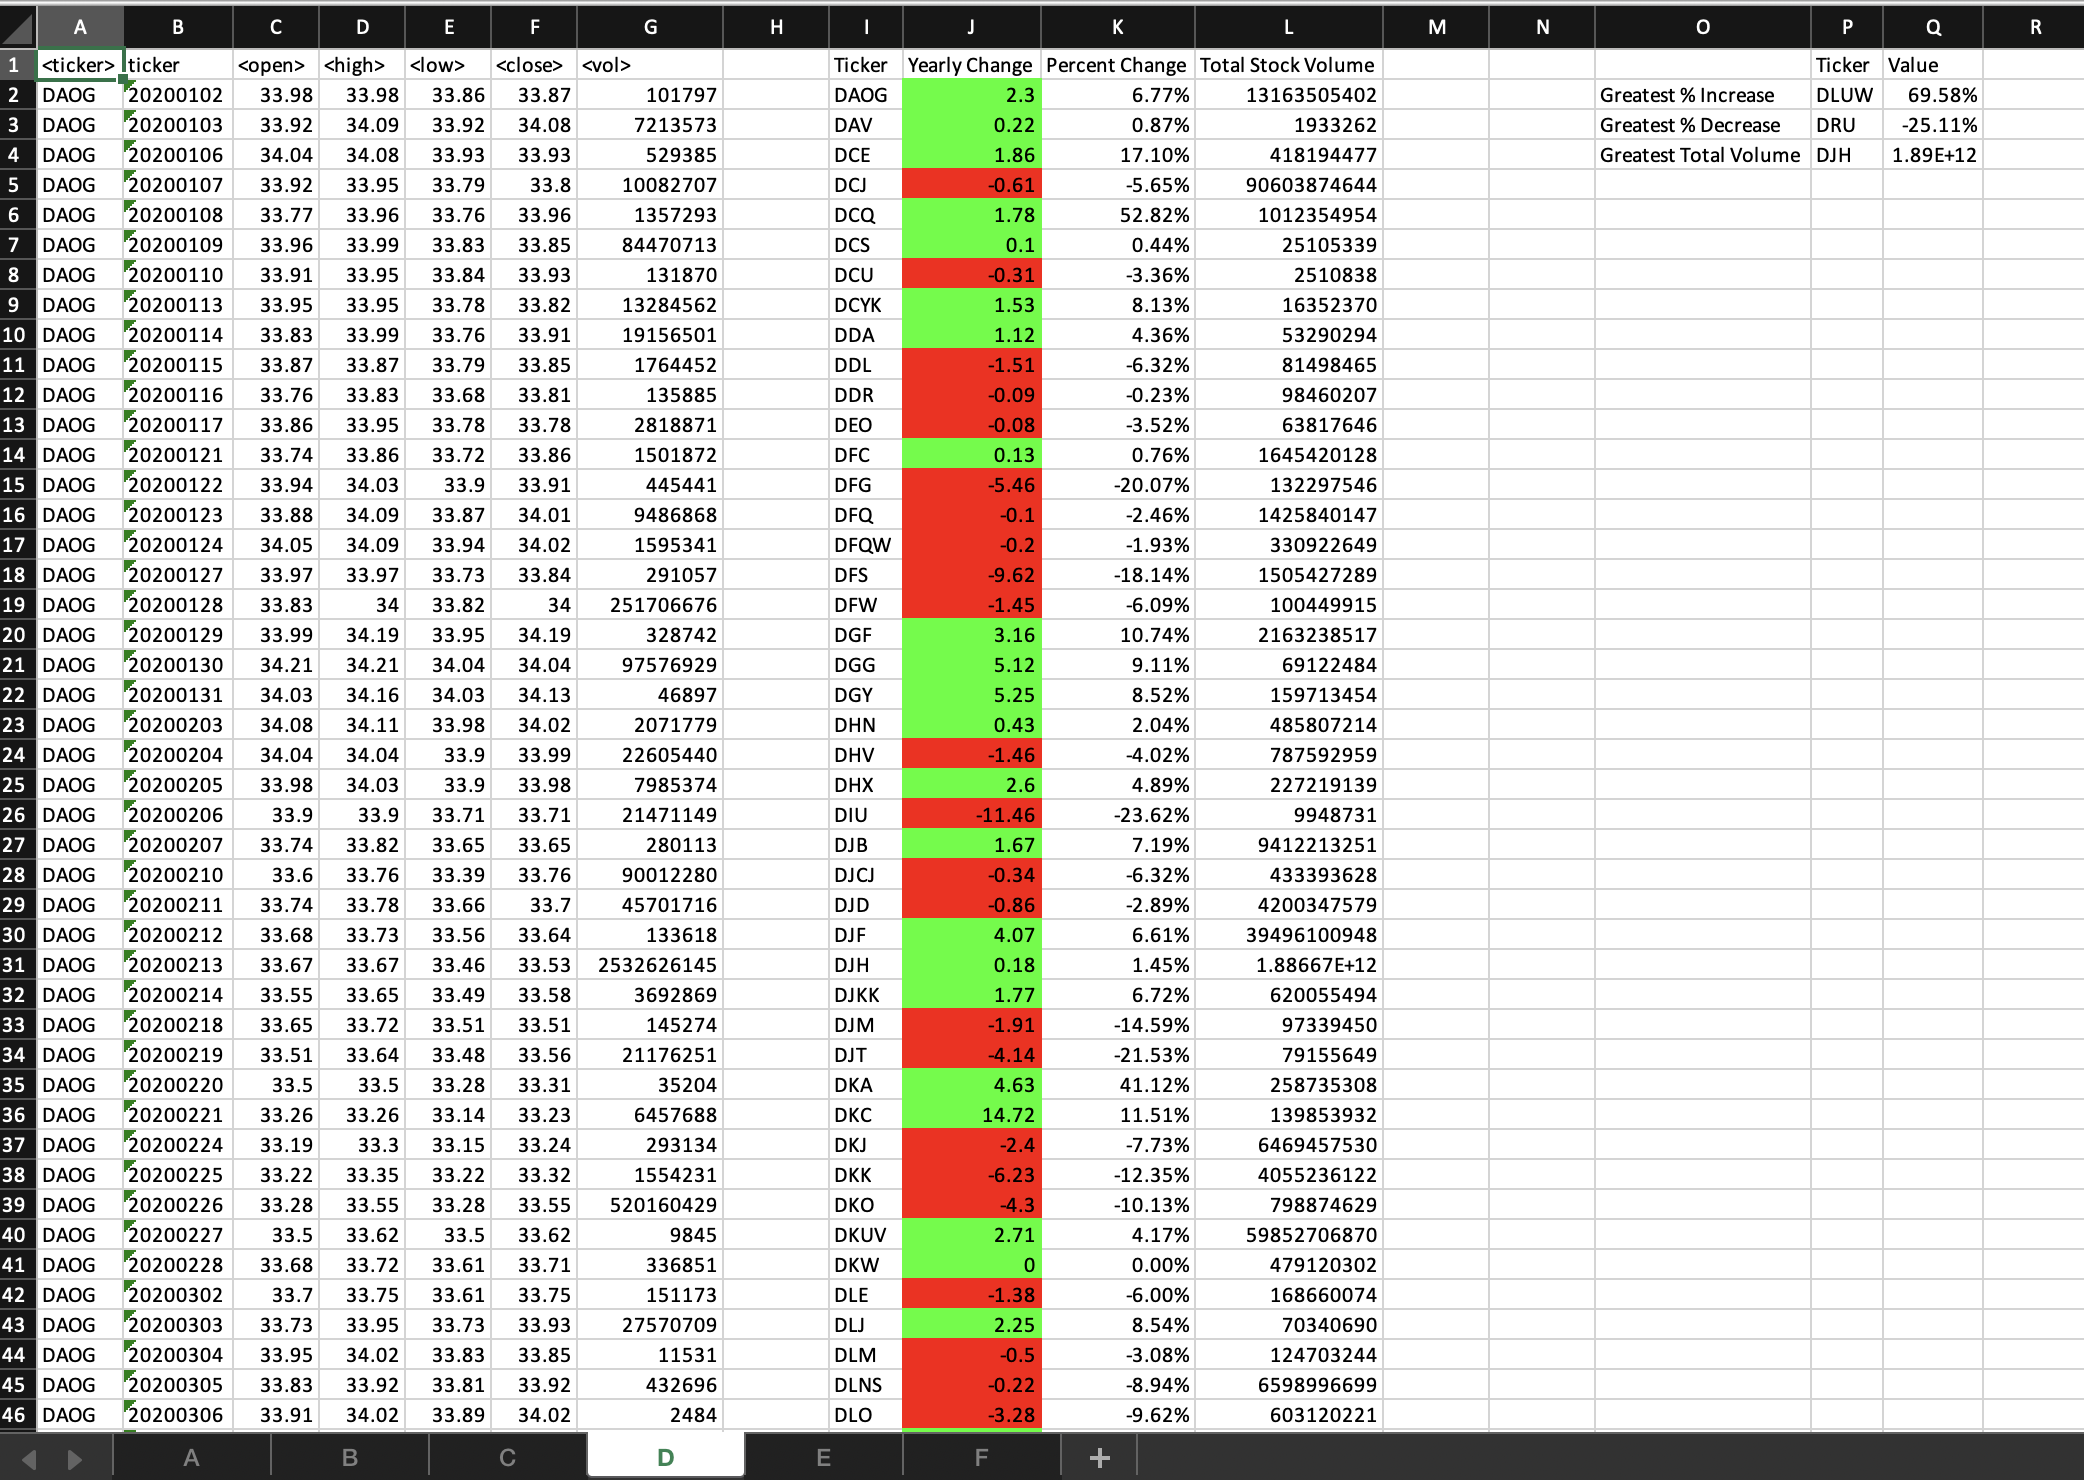 A B C D E F G H I J K L M N O P Q R
1 <ticker> ticker <open> <high> <low> <close> <vol> Ticker Yearly Change Percent Change Total Stock Volume Ticker Value
2 DAOG 20200102 33.98 33.98 33.86 33.87 101797 DAOG 2.3 6.77% 13163505402 Greatest % Increase DLUW 69.58%
3 DAOG 20200103 33.92 34.09 33.92 34.08 7213573 DAV 0.22 0.87% 1933262 Greatest % Decrease DRU -25.11%
4 DAOG 20200106 34.04 34.08 33.93 33.93 529385 DCE 1.86 17.10% 418194477 Greatest Total Volume DJH 1.89E+12
5 DAOG 20200107 33.92 33.95 33.79 33.8 10082707 DCJ -0.61 -5.65% 90603874644
6 DAOG 20200108 33.77 33.96 33.76 33.96 1357293 DCQ 1.78 52.82% 1012354954
7 DAOG 20200109 33.96 33.99 33.83 33.85 84470713 DCS 0.1 0.44% 25105339
8 DAOG 20200110 33.91 33.95 33.84 33.93 131870 DCU -0.31 -3.36% 2510838
9 DAOG 20200113 33.95 33.95 33.78 33.82 13284562 DCYK 1.53 8.13% 16352370
10 DAOG 20200114 33.83 33.99 33.76 33.91 19156501 DDA 1.12 4.36% 53290294
11 DAOG 20200115 33.87 33.87 33.79 33.85 1764452 DDL -1.51 -6.32% 81498465
12 DAOG 20200116 33.76 33.83 33.68 33.81 135885 DDR -0.09 -0.23% 98460207
13 DAOG 20200117 33.86 33.95 33.78 33.78 2818871 DEO -0.08 -3.52% 63817646
14 DAOG 20200121 33.74 33.86 33.72 33.86 1501872 DFC 0.13 0.76% 1645420128
15 DAOG 20200122 33.94 34.03 33.9 33.91 445441 DFG -5.46 -20.07% 132297546
16 DAOG 20200123 33.88 34.09 33.87 34.01 9486868 DFQ -0.1 -2.46% 1425840147
17 DAOG 20200124 34.05 34.09 33.94 34.02 1595341 DFQW -0.2 -1.93% 330922649
18 DAOG 20200127 33.97 33.97 33.73 33.84 291057 DFS -9.62 -18.14% 1505427289
19 DAOG 20200128 33.83 34 33.82 34 251706676 DFW -1.45 -6.09% 100449915
20 DAOG 20200129 33.99 34.19 33.95 34.19 328742 DGF 3.16 10.74% 2163238517
21 DAOG 20200130 34.21 34.21 34.04 34.04 97576929 DGG 5.12 9.11% 69122484
22 DAOG 20200131 34.03 34.16 34.03 34.13 46897 DGY 5.25 8.52% 159713454
23 DAOG 20200203 34.08 34.11 33.98 34.02 2071779 DHN 0.43 2.04% 485807214
24 DAOG 20200204 34.04 34.04 33.9 33.99 22605440 DHV -1.46 -4.02% 787592959
25 DAOG 20200205 33.98 34.03 33.9 33.98 7985374 DHX 2.6 4.89% 227219139
26 DAOG 20200206 33.9 33.9 33.71 33.71 21471149 DIU -11.46 -23.62% 9948731
27 DAOG 20200207 33.74 33.82 33.65 33.65 280113 DJB 1.67 7.19% 9412213251
28 DAOG 20200210 33.6 33.76 33.39 33.76 90012280 DJCJ -0.34 -6.32% 433393628
29 DAOG 20200211 33.74 33.78 33.66 33.7 45701716 DJD -0.86 -2.89% 4200347579
30 DAOG 20200212 33.68 33.73 33.56 33.64 133618 DJF 4.07 6.61% 39496100948
31 DAOG 20200213 33.67 33.67 33.46 33.53 2532626145 DJH 0.18 1.45% 1.88667E+12
32 DAOG 20200214 33.55 33.65 33.49 33.58 3692869 DJKK 1.77 6.72% 620055494
33 DAOG 20200218 33.65 33.72 33.51 33.51 145274 DJM -1.91 -14.59% 97339450
34 DAOG 20200219 33.51 33.64 33.48 33.56 21176251 DJT -4.14 -21.53% 79155649
35 DAOG 20200220 33.5 33.5 33.28 33.31 35204 DKA 4.63 41.12% 258735308
36 DAOG 20200221 33.26 33.26 33.14 33.23 6457688 DKC 14.72 11.51% 139853932
37 DAOG 20200224 33.19 33.3 33.15 33.24 293134 DKJ -2.4 -7.73% 6469457530
38 DAOG 20200225 33.22 33.35 33.22 33.32 1554231 DKK -6.23 -12.35% 4055236122
39 DAOG 20200226 33.28 33.55 33.28 33.55 520160429 DKO -4.3 -10.13% 798874629
40 DAOG 20200227 33.5 33.62 33.5 33.62 9845 DKUV 2.71 4.17% 59852706870
41 DAOG 20200228 33.68 33.72 33.61 33.71 336851 DKW 0 0.00% 479120302
42 DAOG 20200302 33.7 33.75 33.61 33.75 151173 DLE -1.38 -6.00% 168660074
43 DAOG 20200303 33.73 33.95 33.73 33.93 27570709 DLJ 2.25 8.54% 70340690
44 DAOG 20200304 33.95 34.02 33.83 33.85 11531 DLM -0.5 -3.08% 124703244
45 DAOG 20200305 33.83 33.92 33.81 33.92 432696 DLNS -0.22 -8.94% 6598996699
46 DAOG 20200306 33.91 34.02 33.89 34.02 2484 DLO -3.28 -9.62% 603120221
A B C D E F +